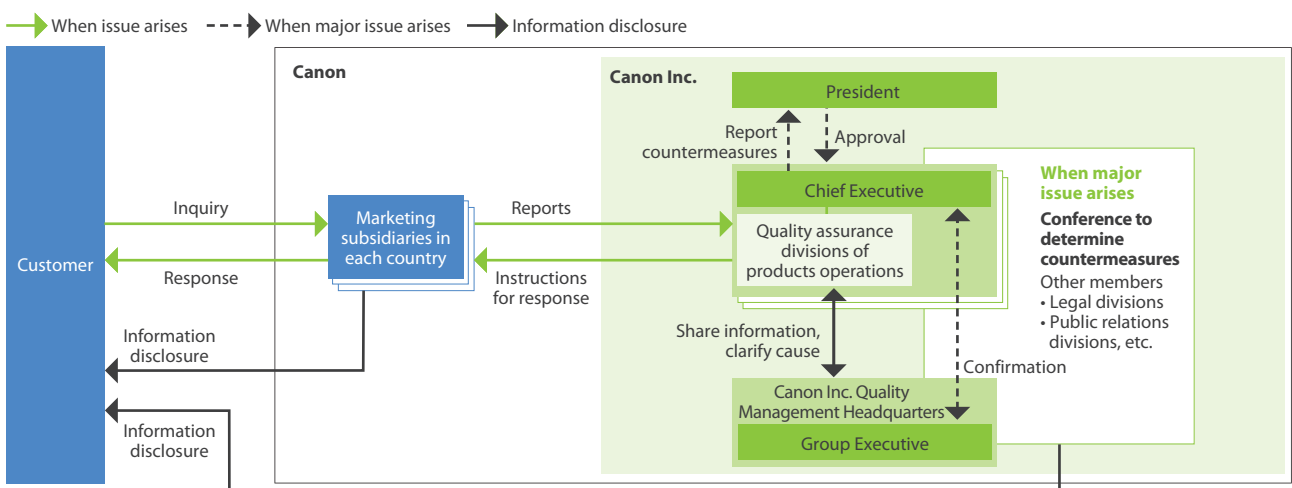 When issue arises
When major issue arises
Information disclosure
Canon
Canon Inc.
President
Report
countermeasures
Approval
Chief Executive
When major
issue arises
Conference to
determine
countermeasures
Other members
• Legal divisions
• Public relations
divisions, etc.
Customer
Inquiry
Response
Marketing
subsidiaries in
each country
Reports
Instructions
for response
Quality assurance
divisions of
products operations
Information
disclosure
Share information,
clarify cause
Confirmation
Canon Inc. Quality
Management Headquarters
Group Executive
Information
disclosure